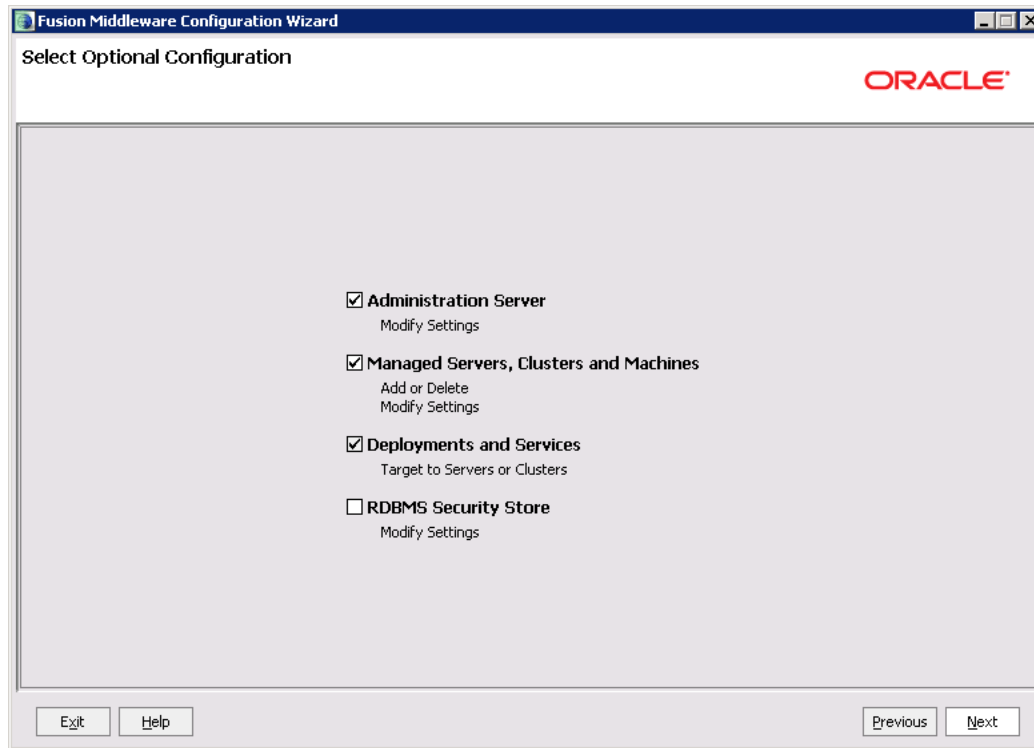 Fusion Middleware Configuration Wizard
Select Optional Configuration
ORACLE
Administration Server
Modify Settings
Managed Servers, Clusters and Machines
Add or Delete
Modify Settings
Deployments and Services
Target to Servers or Clusters
RDBMS Security Store
Modify Settings
Exit Help Previous Next